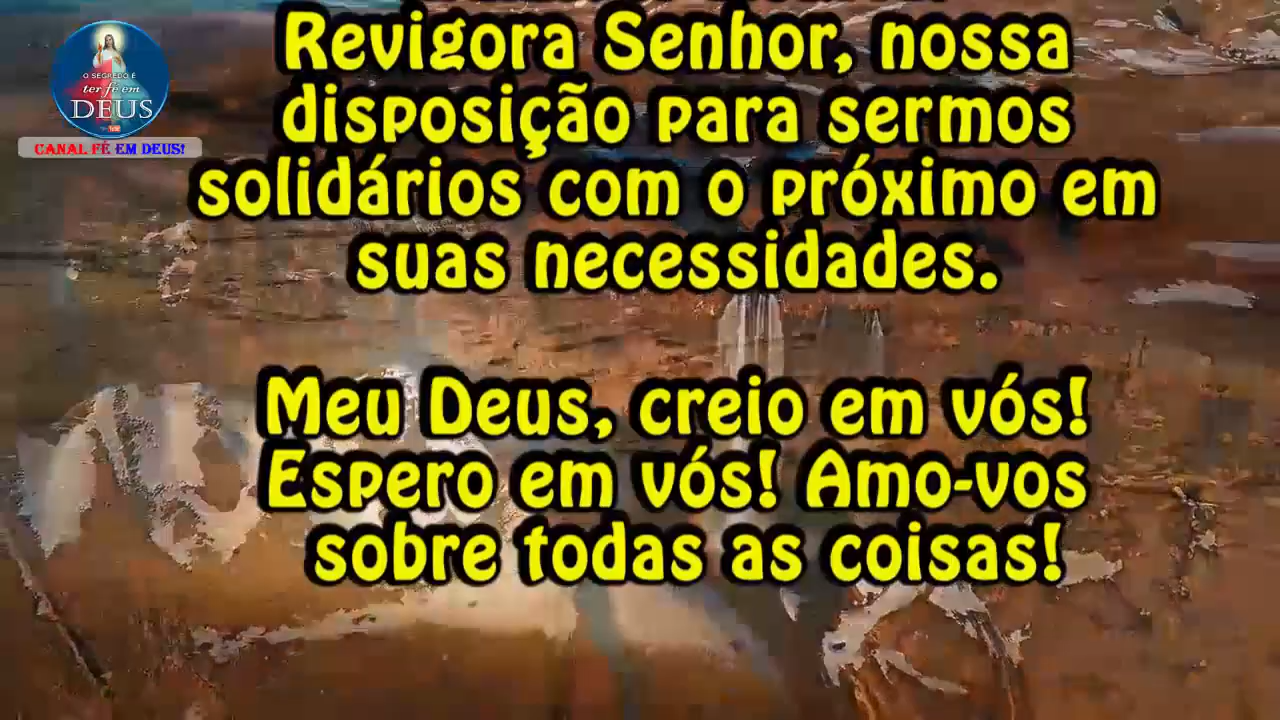 O SEGREDO É
ter fé em
DEUS
CANAL FÉ EM DEUS!
Revigora Senhor, nossa
disposição para sermos
solidários com o próximo em
suas necessidades.
Meu Deus, creio em vós!
Espero em vós! Amo-vos
sobre todas as coisas!